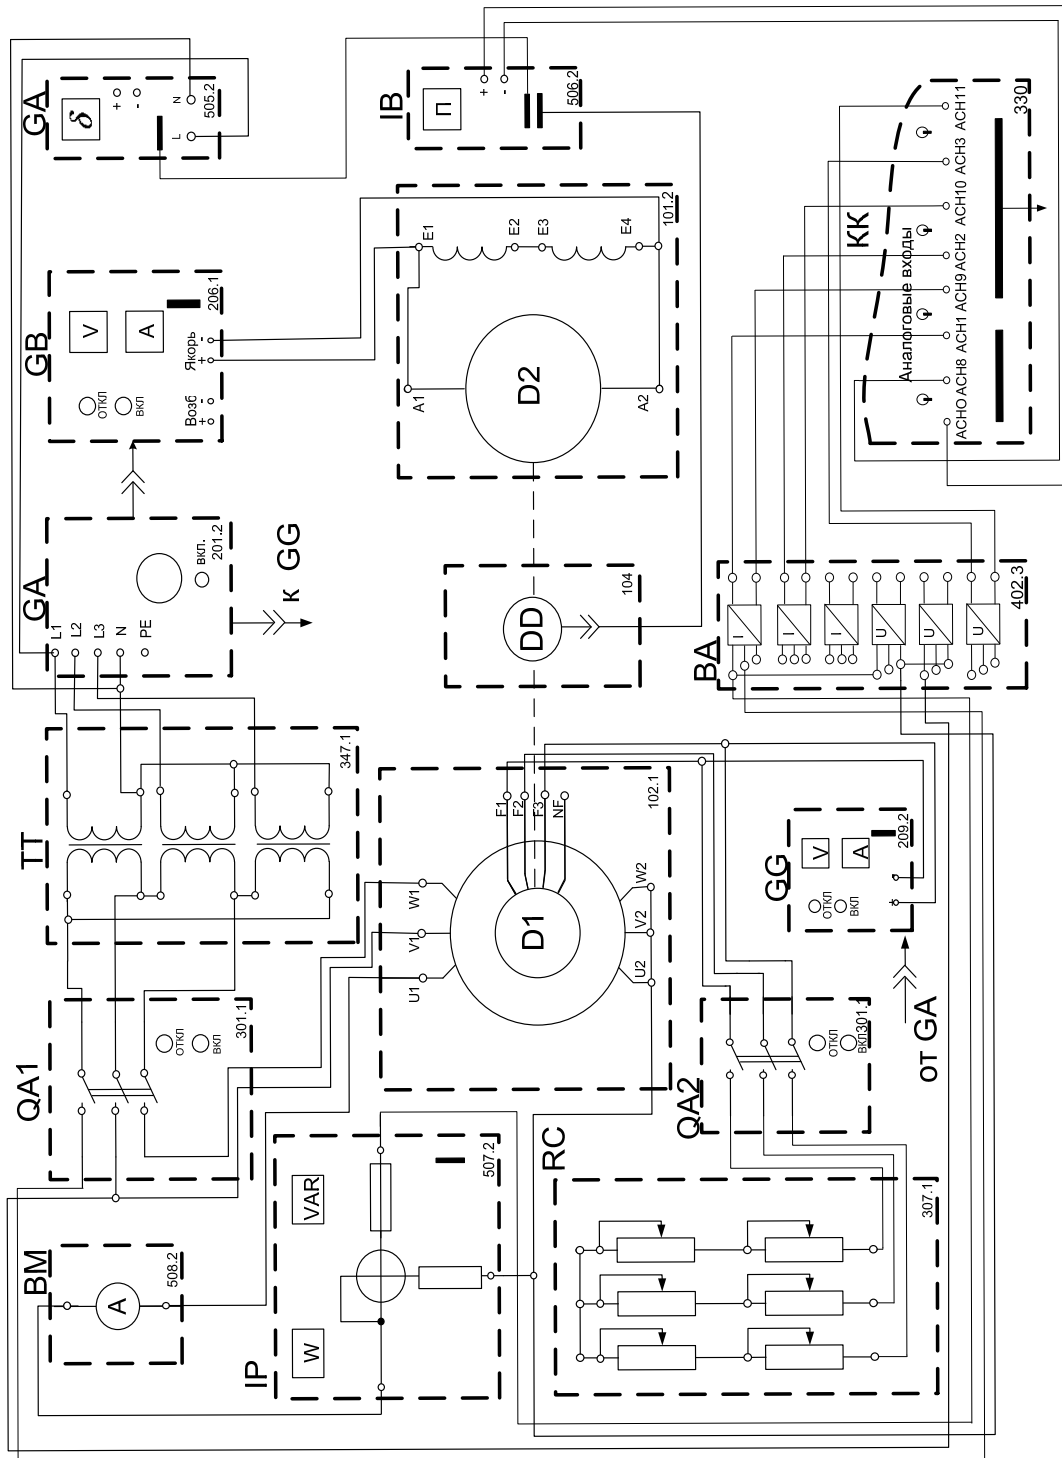 GA
δ
+
-
N
L
505.2
IB
П
+
-
506.2
КК
Аналоговые входы
ACHO
ACH8
ACH1
ACH9
ACH2
ACH10
ACH3
ACH11
330
GB
V
A
ОТКЛ
ВКЛ
Возб
+
-
Якорь
+
-
206.1
101.2
E1
E2
E3
E4
D2
A1
A2
GA
L1
L2
L3
N
PE
вкл.
201.2
к GG
104
DD
BA
I
I
I
U
U
U
402.3
TT
347.1
102.1
F1
F2
F3
NF
D1
W1
V1
U1
W2
V2
U2
GG
V
A
ОТКЛ
ВКЛ
+
-
209.2
от GA
QA1
ОТКЛ
ВКЛ
301.1
QA2
ОТКЛ
ВКЛ
301.1
BM
A
508.2
IP
VAR
W
507.2
RC
307.1